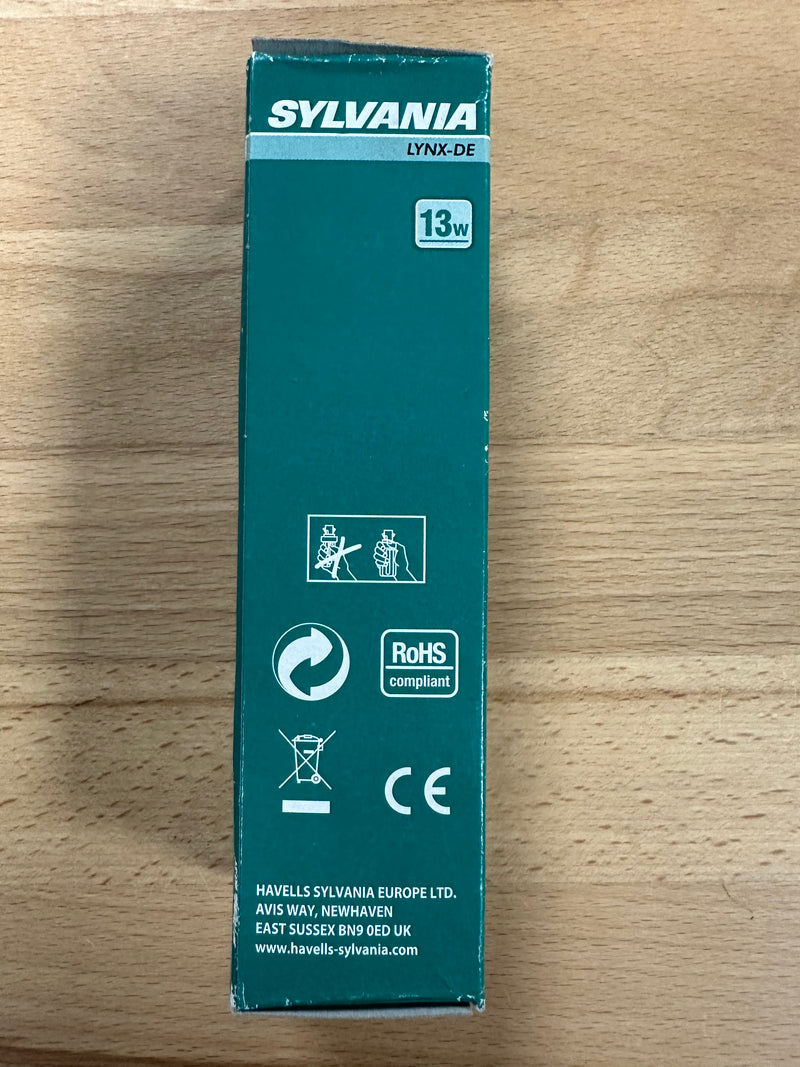 SYLVANIA
LYNX-DE
13W
RoHS
compliant
CE
HAVELLS SYLVANIA EUROPE LTD.
AVIS WAY, NEWHAVEN
EAST SUSSEX BN9 0ED UK
www.havells-sylvania.com